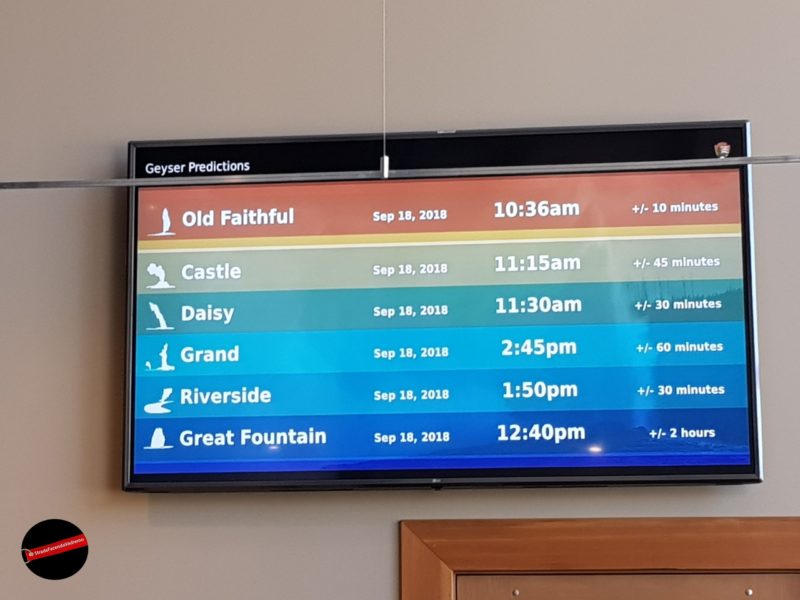 Geyser Predictions
Old Faithful Sep 18, 2018 10:36am +/- 10 minutes
Castle Sep 18, 2018 11:15am +/- 45 minutes
Daisy Sep 18, 2018 11:30am +/- 30 minutes
Grand Sep 18, 2018 2:45pm +/- 60 minutes
Riverside Sep 18, 2018 1:50pm +/- 30 minutes
Great Fountain Sep 18, 2018 12:40pm +/- 2 hours